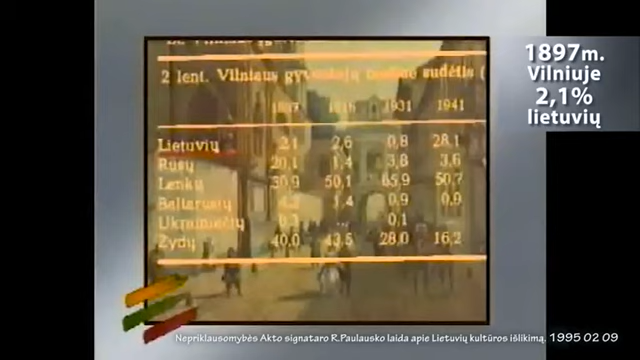 2 lent. Vilniaus gyventojų tautinė sudėtis (
1897 1916 1931 1941
Lietuvių 2,1 2,6 0,8 28,1
Rusų 20,1 1,4 3,8 3,6
Lenkų 30,9 50,1 65,9 50,7
Baltarusių 4,2 1,4 0,9 0,9
Ukrainiečių 0,3 ... 0,1
Žydų 40,0 43,5 28,0 16,2
1897m.
Vilniuje
2,1%
lietuvių
Nepriklausomybės Akto signataro R.Paulausko laida apie Lietuvių kultūros išlikimą. 1995 02 09